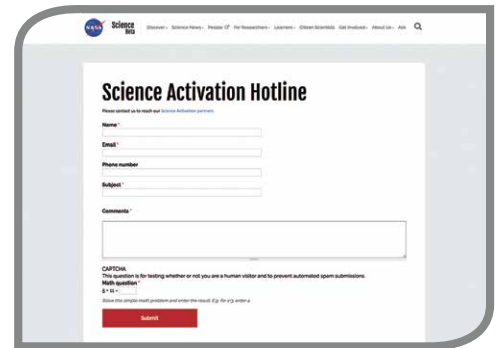 NASA
Science
Beta
Discover Science News People For Researchers Learners Citizen Scientists Get Involved About Us Ask
Science Activation Hotline
Please contact us to reach our Science Activation partners.
Name *
Email *
Phone number
Subject *
Comments *
CAPTCHA
This question is for testing whether or not you are a human visitor and to prevent automated spam submissions.
Math question *
Solve this simple math problem and enter the result. E.g. for 1+3, enter 4.
Submit